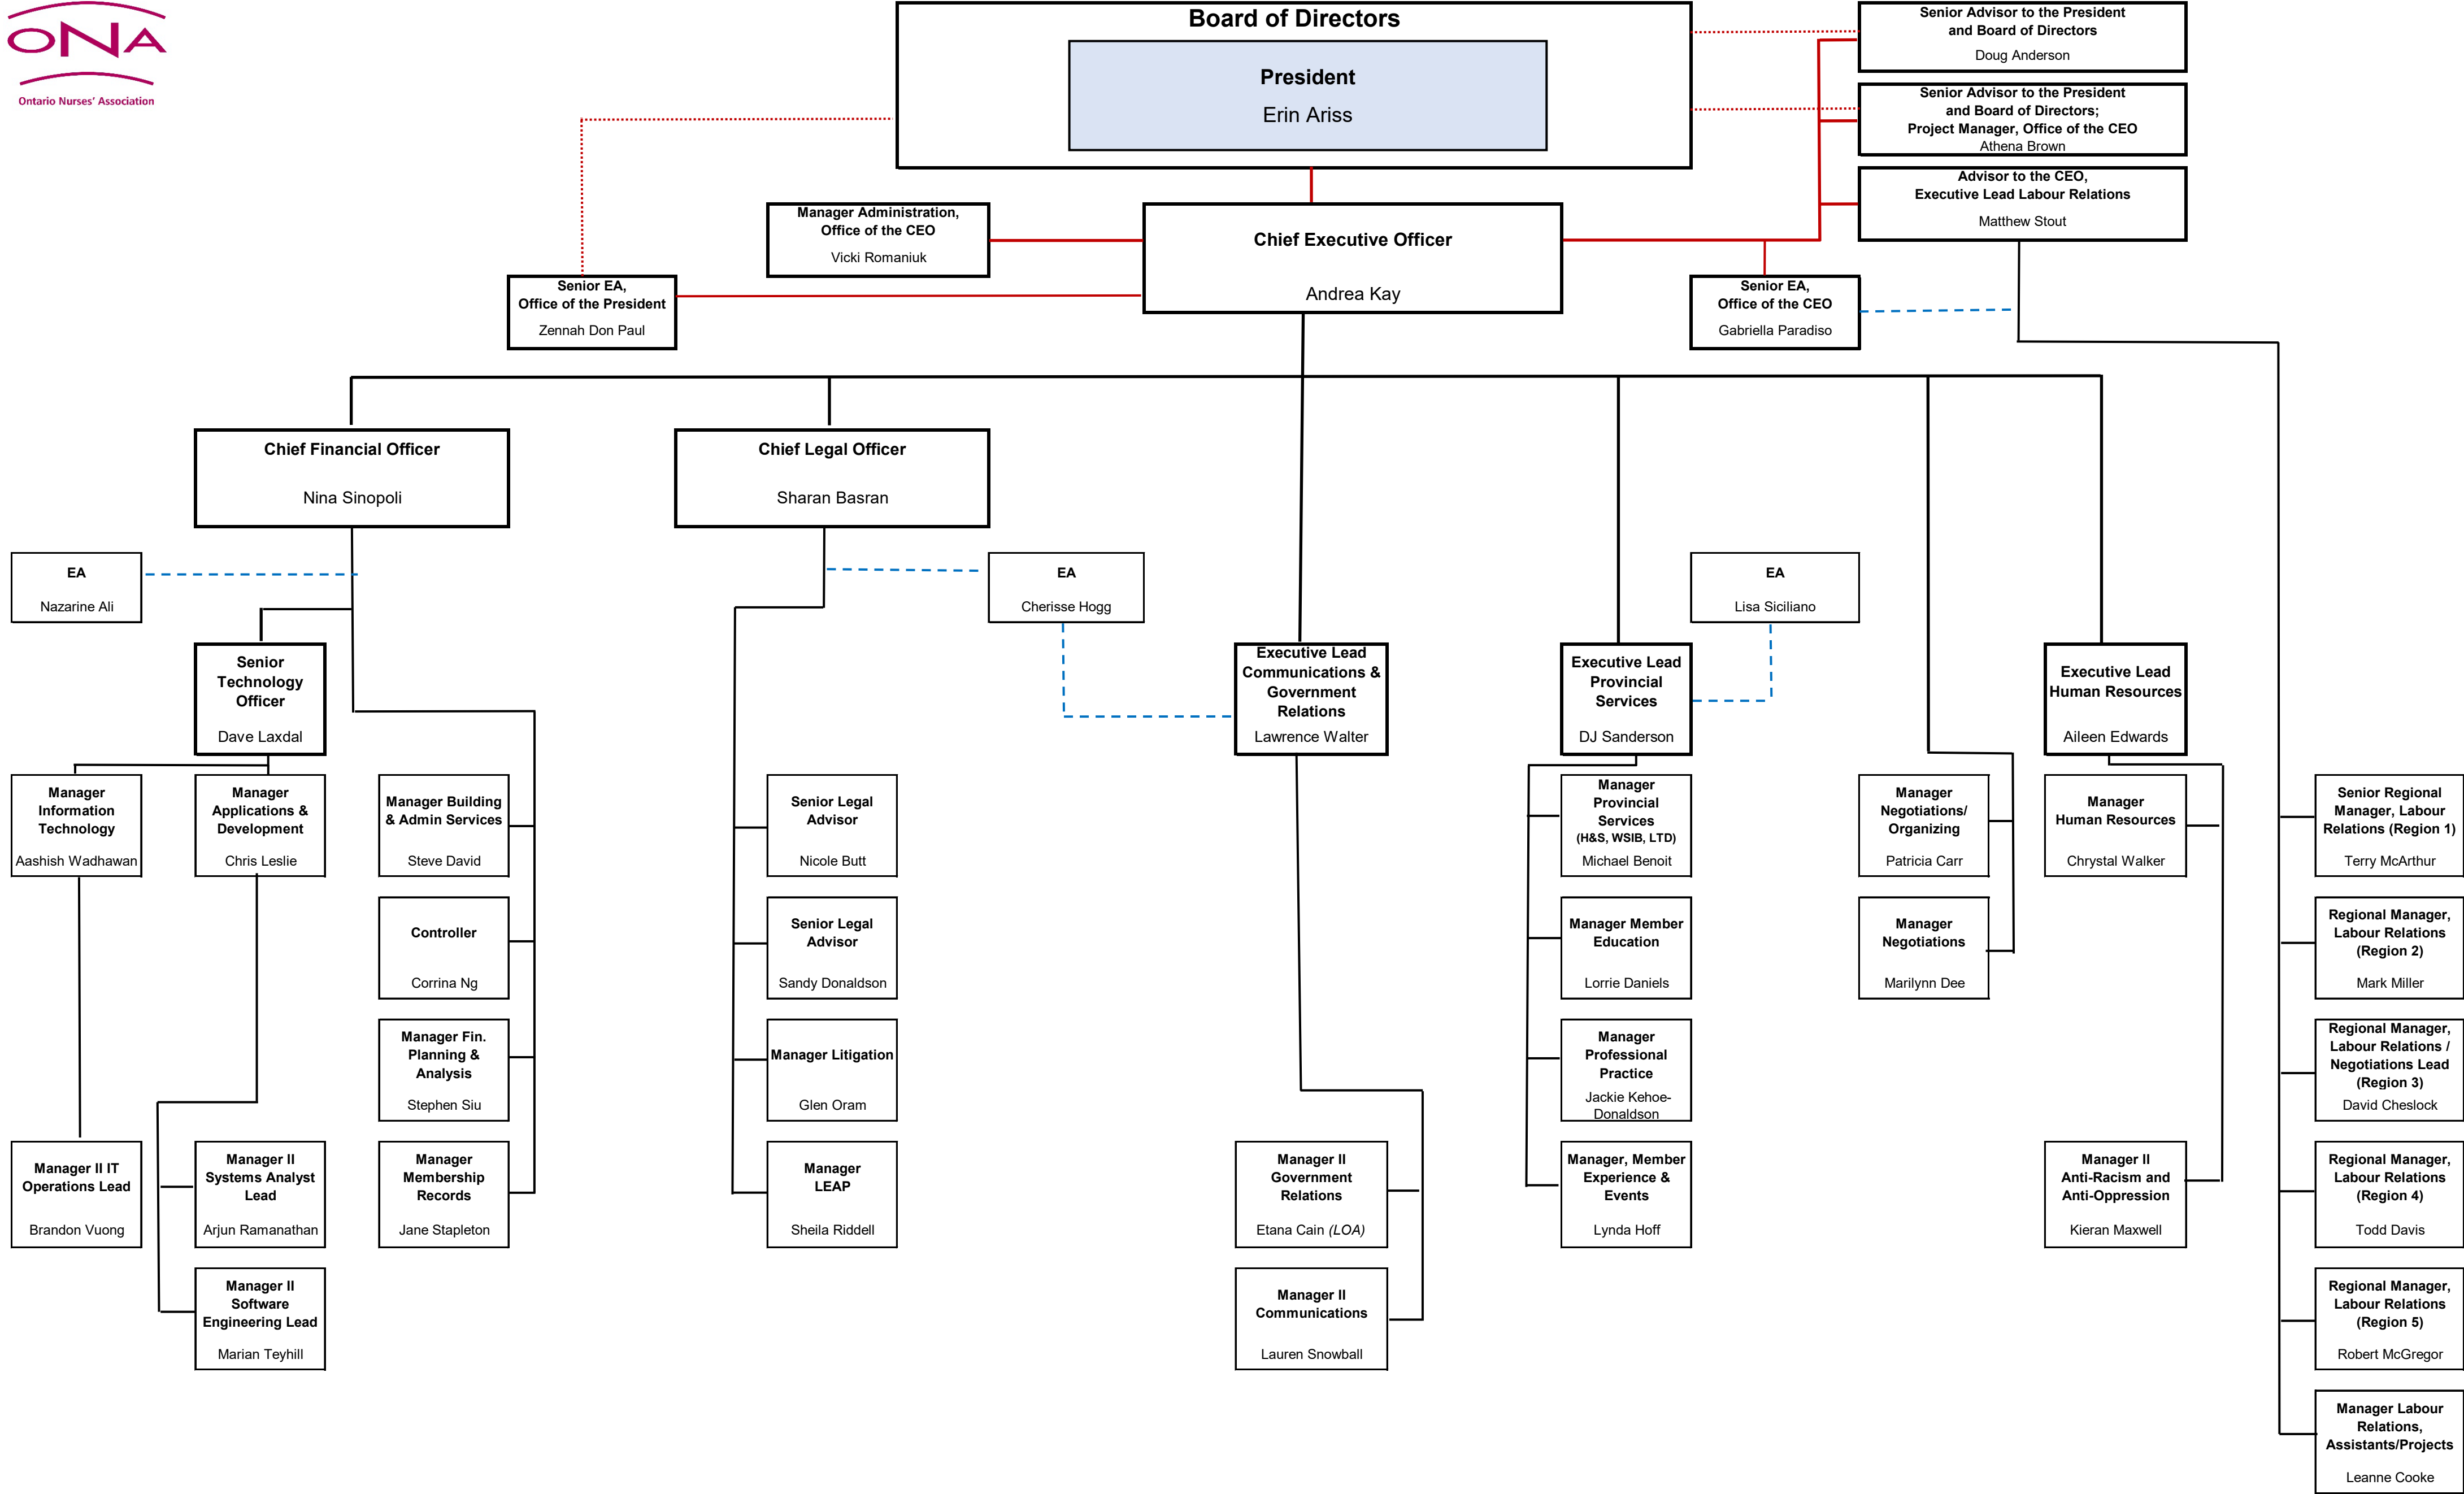 ONA
Ontario Nurses' Association
Board of Directors
President
Erin Ariss
Senior Advisor to the President
and Board of Directors
Doug Anderson
Senior Advisor to the President
and Board of Directors;
Project Manager, Office of the CEO
Athena Brown
Advisor to the CEO,
Executive Lead Labour Relations
Matthew Stout
Manager Administration,
Office of the CEO
Vicki Romaniuk
Chief Executive Officer
Andrea Kay
Senior EA,
Office of the President
Zennah Don Paul
Senior EA,
Office of the CEO
Gabriella Paradiso
Chief Financial Officer
Nina Sinopoli
Chief Legal Officer
Sharan Basran
EA
Nazarine Ali
EA
Cherisse Hogg
EA
Lisa Siciliano
Senior
Technology
Officer
Dave Laxdal
Executive Lead
Communications &
Government
Relations
Lawrence Walter
Executive Lead
Provincial
Services
DJ Sanderson
Executive Lead
Human Resources
Aileen Edwards
Manager
Information
Technology
Aashish Wadhawan
Manager
Applications &
Development
Chris Leslie
Manager Building
& Admin Services
Steve David
Senior Legal
Advisor
Nicole Butt
Manager
Provincial
Services
(H&S, WSIB, LTD)
Michael Benoit
Manager
Negotiations/
Organizing
Patricia Carr
Manager
Human Resources
Chrystal Walker
Senior Regional
Manager, Labour
Relations (Region 1)
Terry McArthur
Controller
Corrina Ng
Senior Legal
Advisor
Sandy Donaldson
Manager Member
Education
Lorrie Daniels
Manager
Negotiations
Marilynn Dee
Regional Manager,
Labour Relations
(Region 2)
Mark Miller
Manager Fin.
Planning &
Analysis
Stephen Siu
Manager Litigation
Glen Oram
Manager
Professional
Practice
Jackie Kehoe-
Donaldson
Regional Manager,
Labour Relations /
Negotiations Lead
(Region 3)
David Cheslock
Manager II IT
Operations Lead
Brandon Vuong
Manager II
Systems Analyst
Lead
Arjun Ramanathan
Manager
Membership
Records
Jane Stapleton
Manager
LEAP
Sheila Riddell
Manager II
Government
Relations
Etana Cain (LOA)
Manager, Member
Experience &
Events
Lynda Hoff
Manager II
Anti-Racism and
Anti-Oppression
Kieran Maxwell
Regional Manager,
Labour Relations
(Region 4)
Todd Davis
Manager II
Software
Engineering Lead
Marian Teyhill
Manager II
Communications
Lauren Snowball
Regional Manager,
Labour Relations
(Region 5)
Robert McGregor
Manager Labour
Relations,
Assistants/Projects
Leanne Cooke